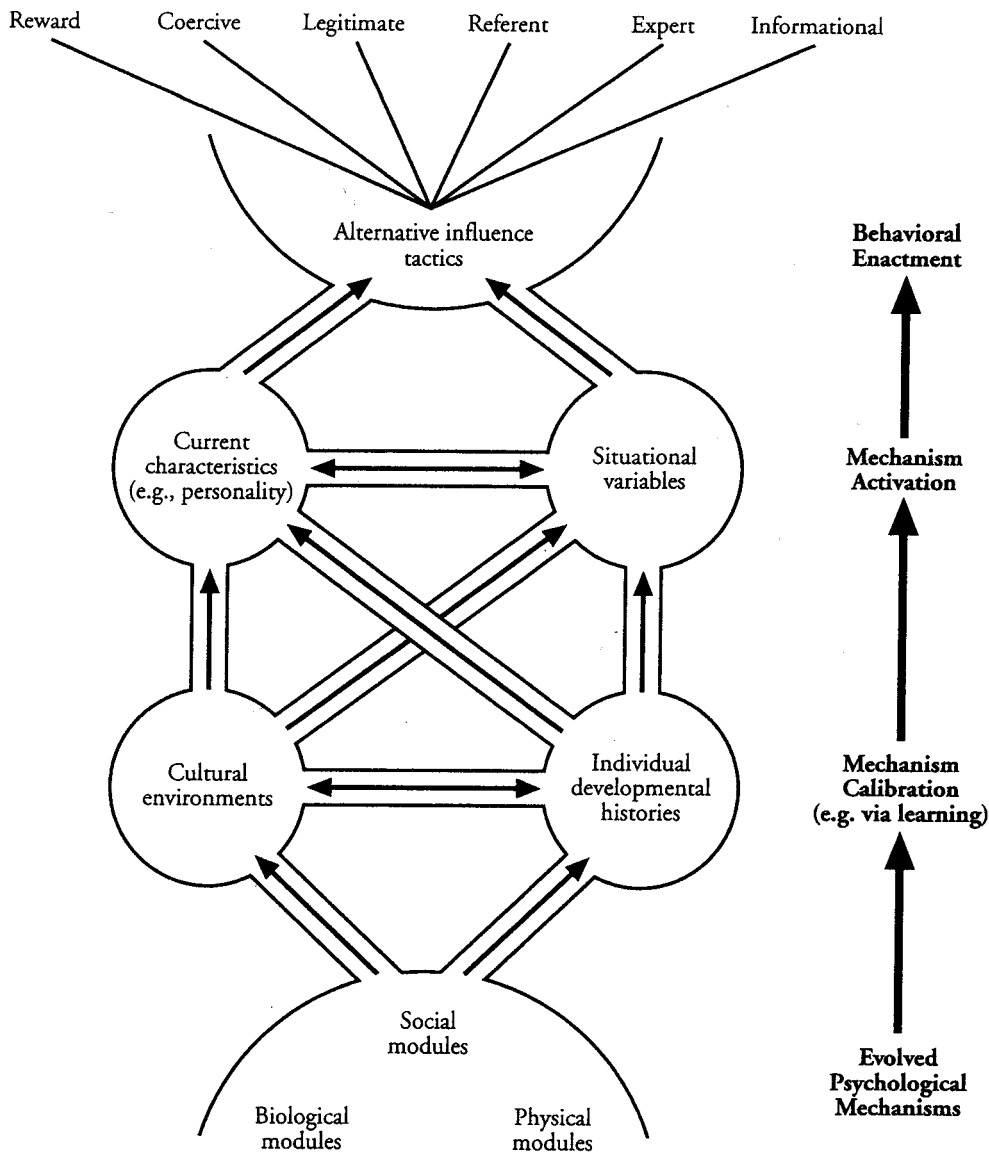 Reward Coercive Legitimate Referent Expert Informational
Alternative influence
tactics
Behavioral
Enactment
Current
characteristics
(e.g., personality)
Situational
variables
Mechanism
Activation
Cultural
environments
Individual
developmental
histories
Mechanism
Calibration
(e.g. via learning)
Social
modules
Biological
modules
Physical
modules
Evolved
Psychological
Mechanisms